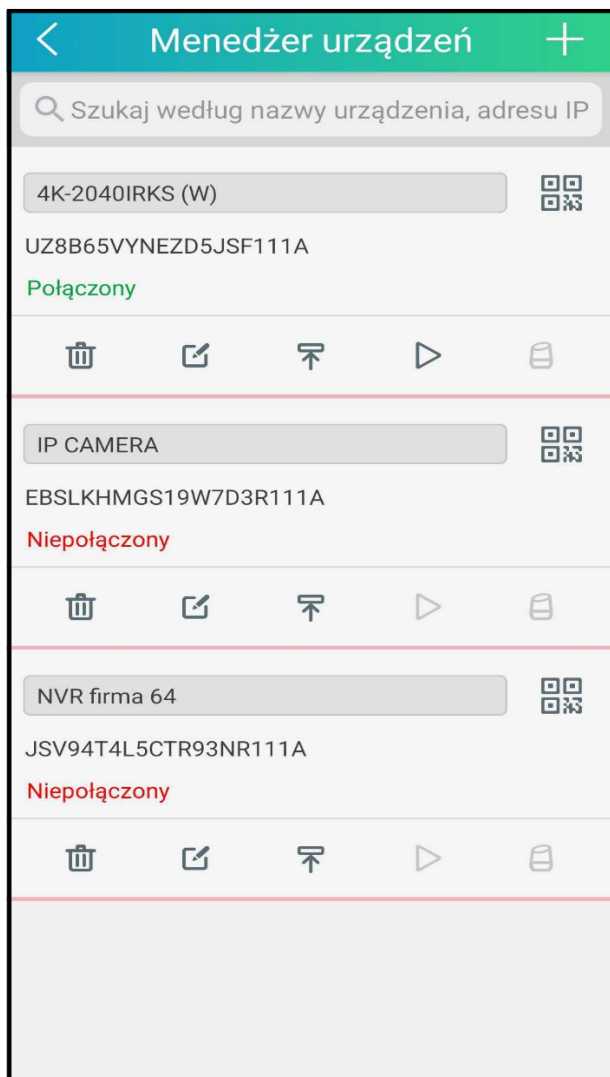 Menedżer urządzeń
Szukaj według nazwy urządzenia, adresu IP
4K-2040IRKS (W)
UZ8B65VYNEZD5JSF111A
Połączony
IP CAMERA
EBSLKHMGS19W7D3R111A
Niepołączony
NVR firma 64
JSV94T4L5CTR93NR111A
Niepołączony